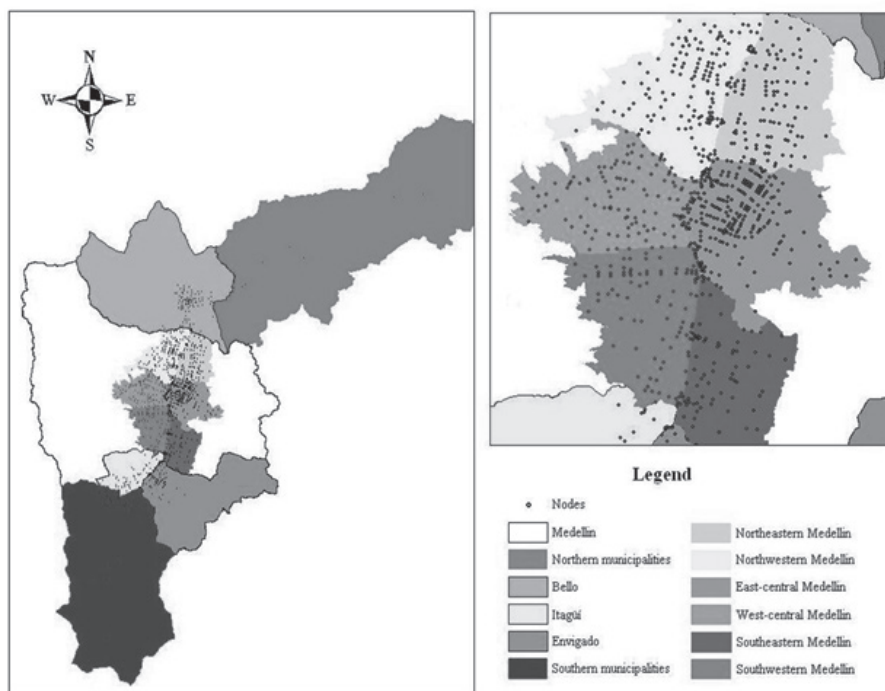 N
W E
S
Legend
Nodes
Medellin
Northern municipalities
Bello
Itagüí
Envigado
Southern municipalities
Northeastern Medellin
Northwestern Medellin
East-central Medellin
West-central Medellin
Southeastern Medellin
Southwestern Medellin